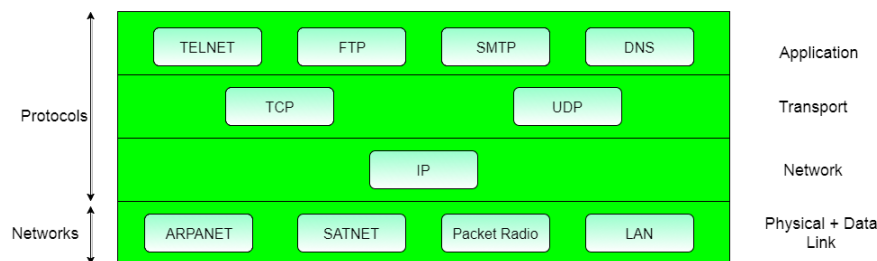 TELNET FTP SMTP DNS Application
TCP UDP Transport
Protocols
IP Network
Networks ARPANET SATNET Packet Radio LAN Physical + Data
Link